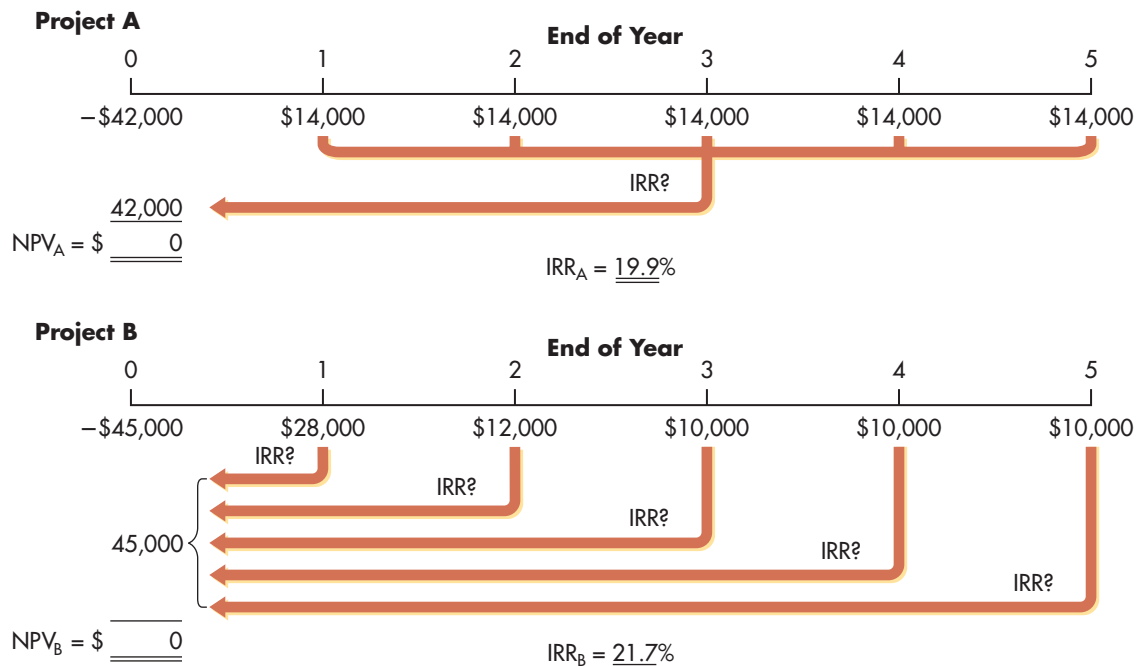 Project A
End of Year
0 1 2 3 4 5
–$42,000 $14,000 $14,000 $14,000 $14,000 $14,000
IRR?
42,000
NPVA = $ 0
IRRA = 19.9%
Project B
End of Year
0 1 2 3 4 5
–$45,000 $28,000 $12,000 $10,000 $10,000 $10,000
IRR?
IRR?
IRR?
45,000
IRR?
IRR?
NPVB = $ 0
IRRB = 21.7%